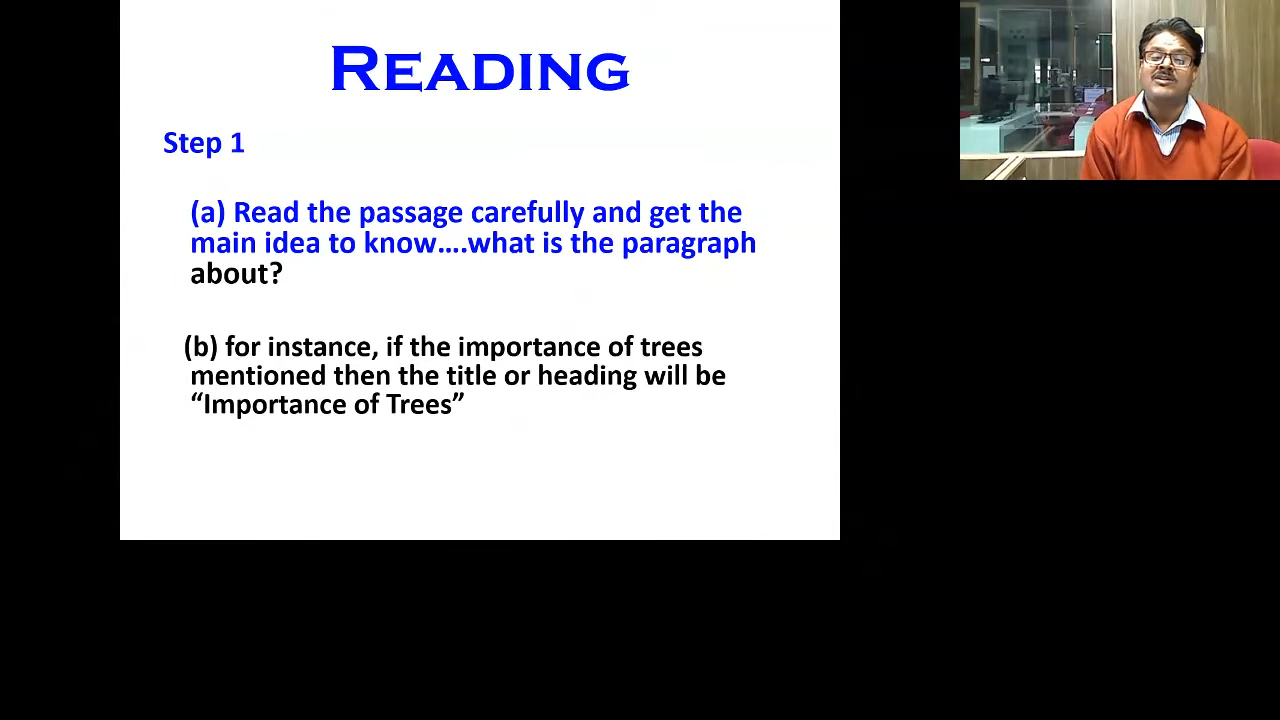 READING
Step 1
(a) Read the passage carefully and get the
main idea to know….what is the paragraph
about?
(b) for instance, if the importance of trees
mentioned then the title or heading will be
“Importance of Trees”